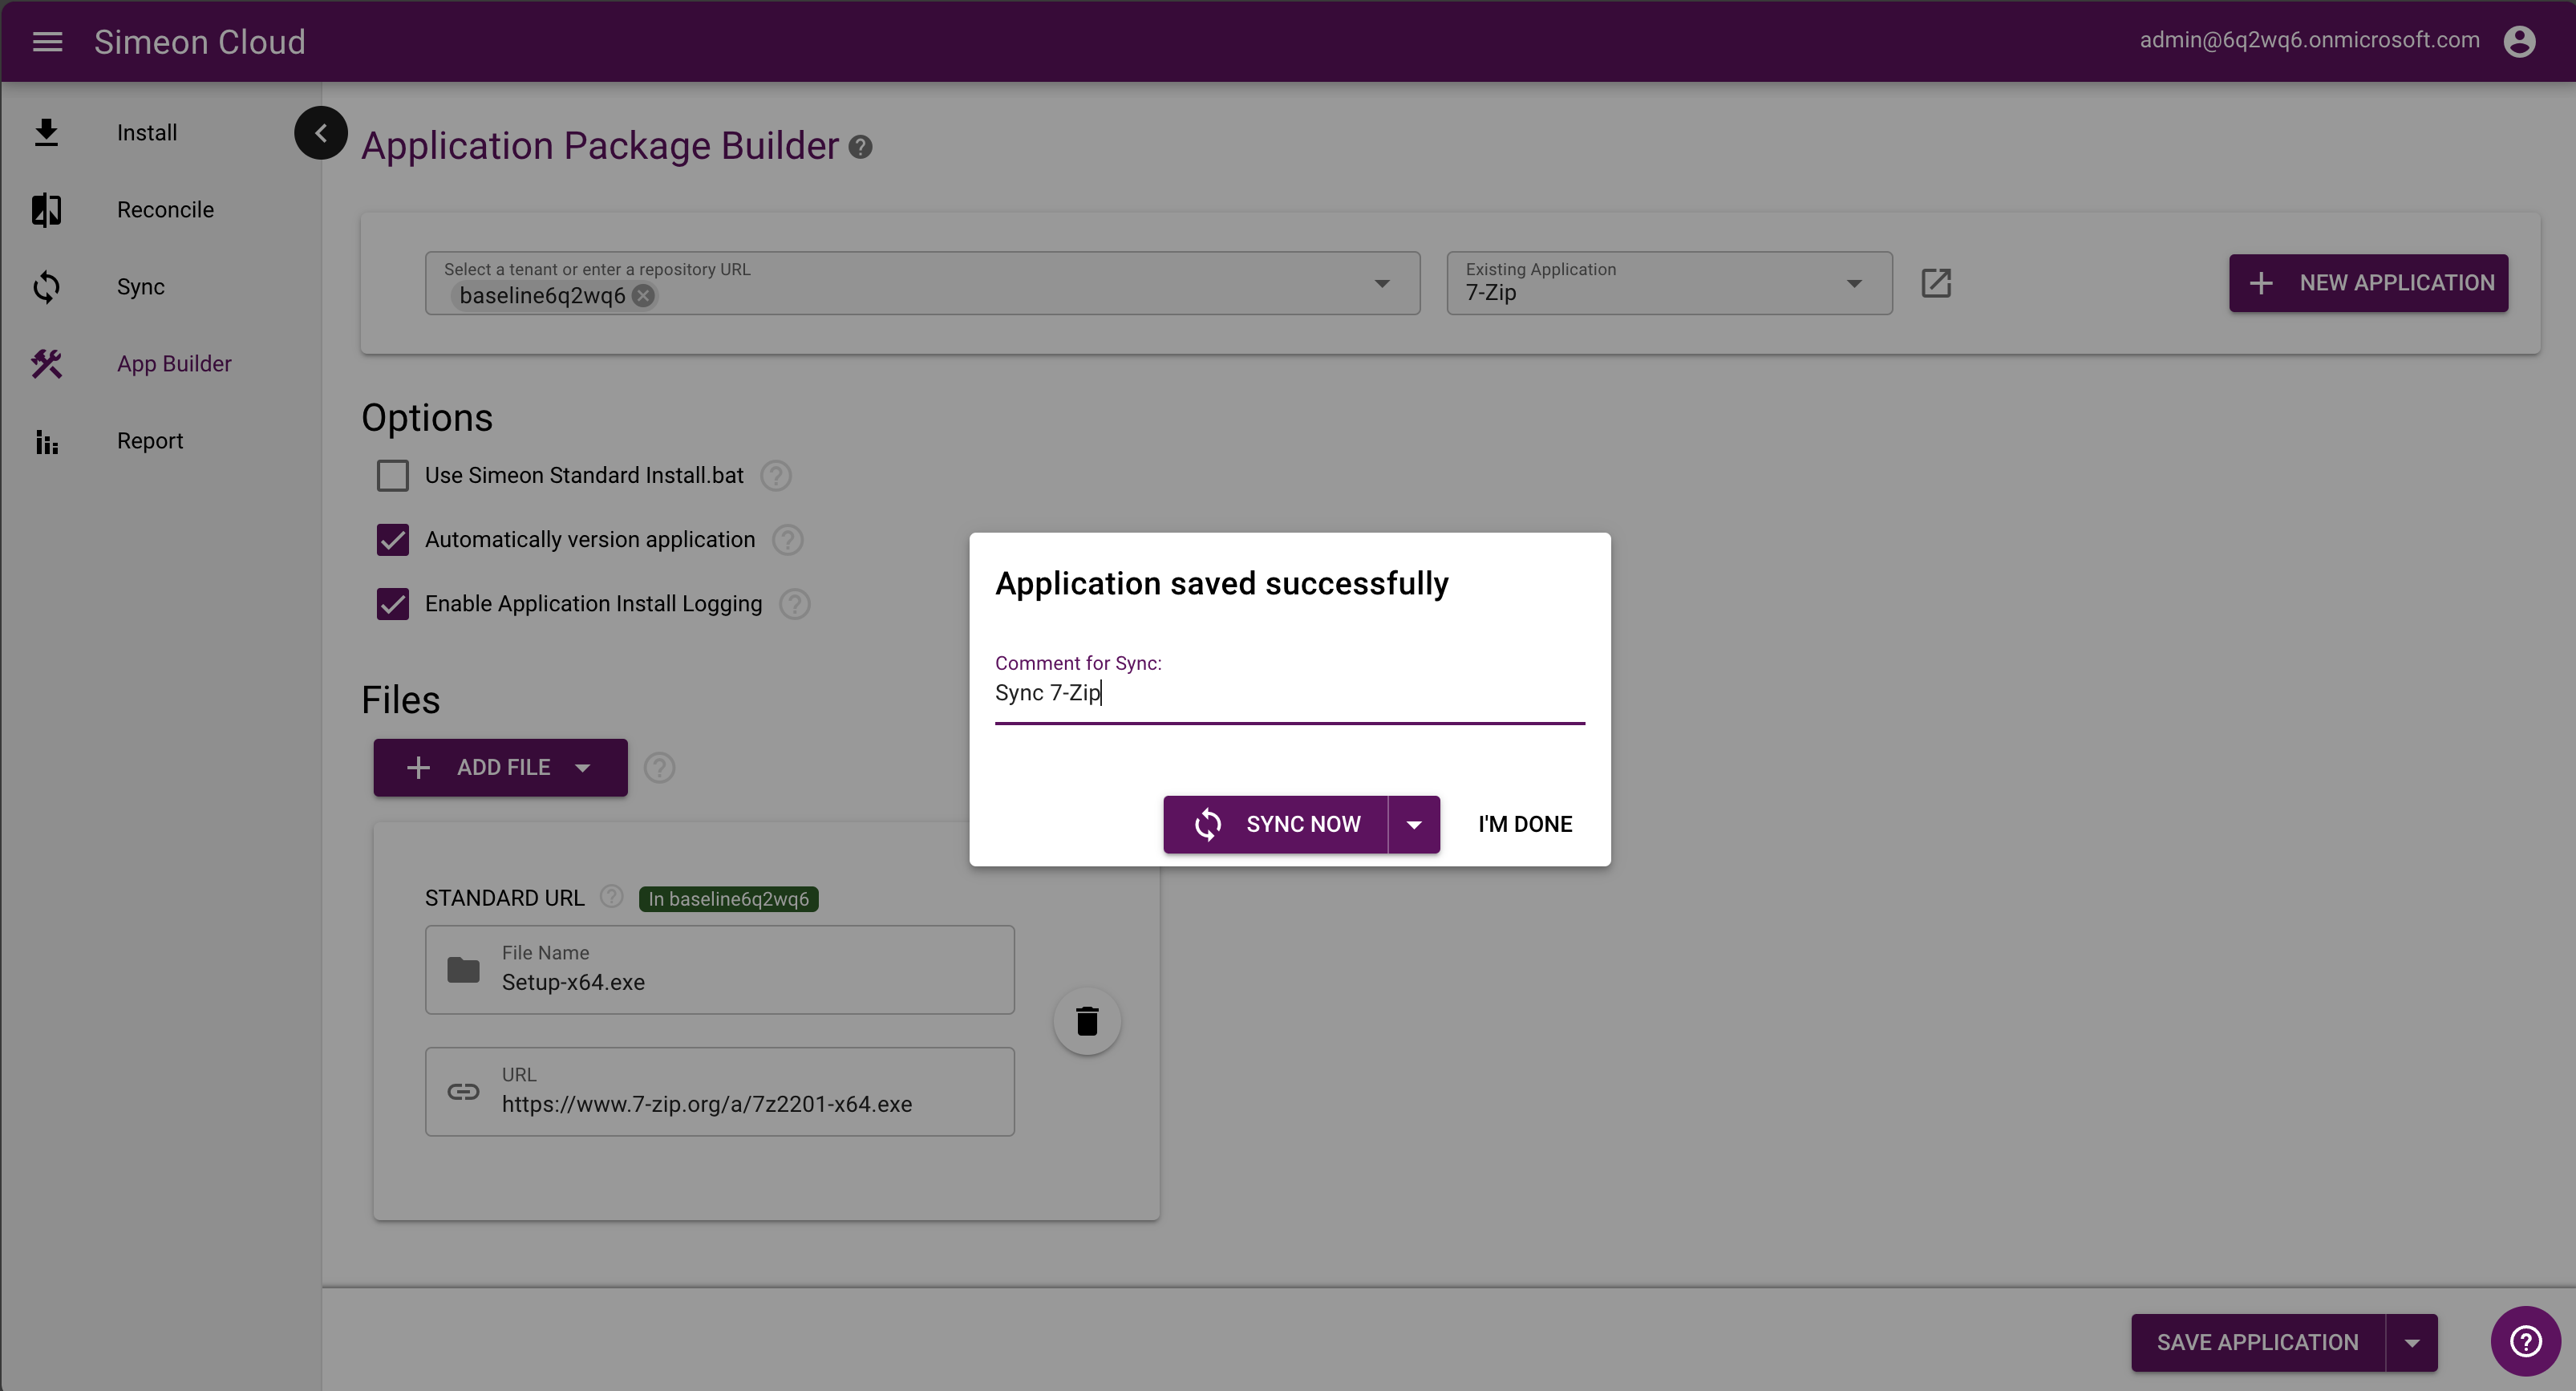 Simeon Cloud
admin@6q2wq6.onmicrosoft.com
Install
Reconcile
Sync
App Builder
Report
Application Package Builder ?
Select a tenant or enter a repository URL
baseline6q2wq6
Existing Application
7-Zip
+ NEW APPLICATION
Options
Use Simeon Standard Install.bat ?
Automatically version application ?
Enable Application Install Logging ?
Files
+ ADD FILE ?
STANDARD URL ? In baseline6q2wq6
File Name
Setup-x64.exe
URL
https://www.7-zip.org/a/7z2201-x64.exe
Application saved successfully
Comment for Sync:
Sync 7-Zip
SYNC NOW
I'M DONE
SAVE APPLICATION
?